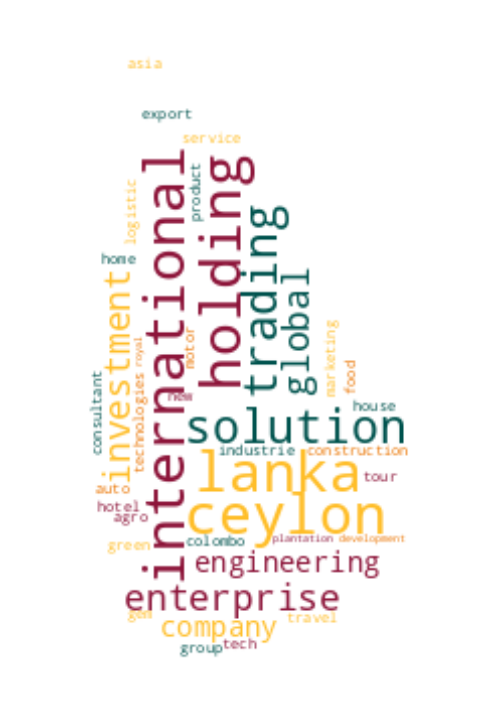 asia
export
service
international
holding
product
logistic
trading
home
global
investment
marketing
motor
royal
food
consultant
technologies
new
house
solution
industrie
construction
lanka
tour
auto
ceylon
hotel
agro
green
colombo
plantation
development
engineering
enterprise
gem
company
travel
group
tech